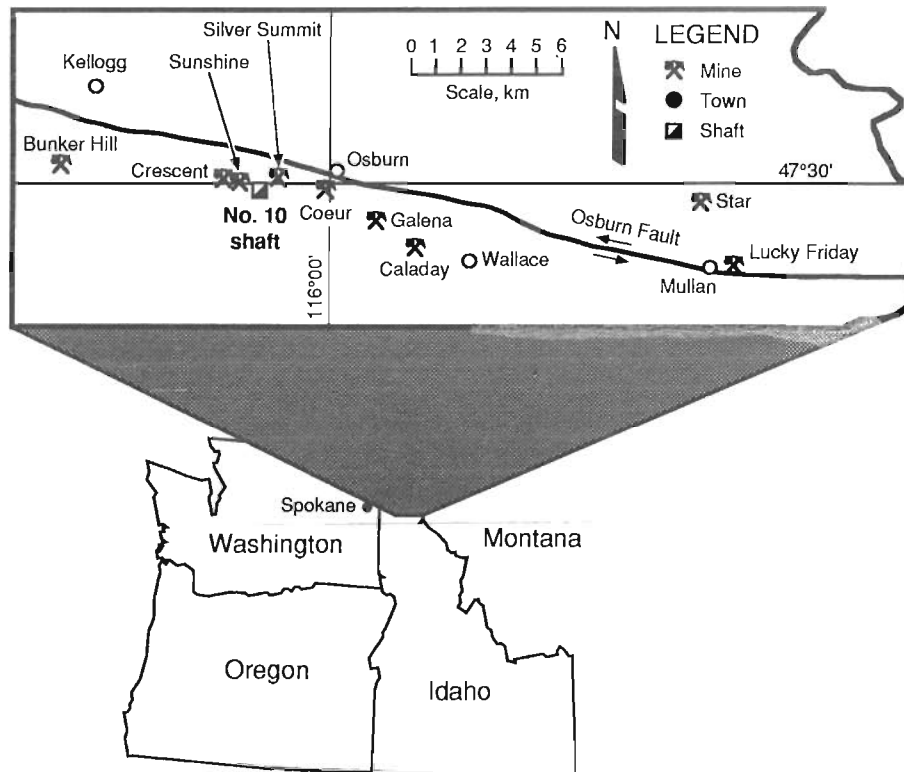 Silver Summit
Sunshine
Kellogg
0 1 2 3 4 5 6
Scale, km
N
LEGEND
Mine
Town
Shaft
Bunker Hill
Crescent
Osburn
47°30'
No. 10
shaft
Coeur
116°00'
Galena
Caladay
Wallace
Osburn Fault
Star
Lucky Friday
Mullan
Spokane
Washington
Montana
Oregon
Idaho